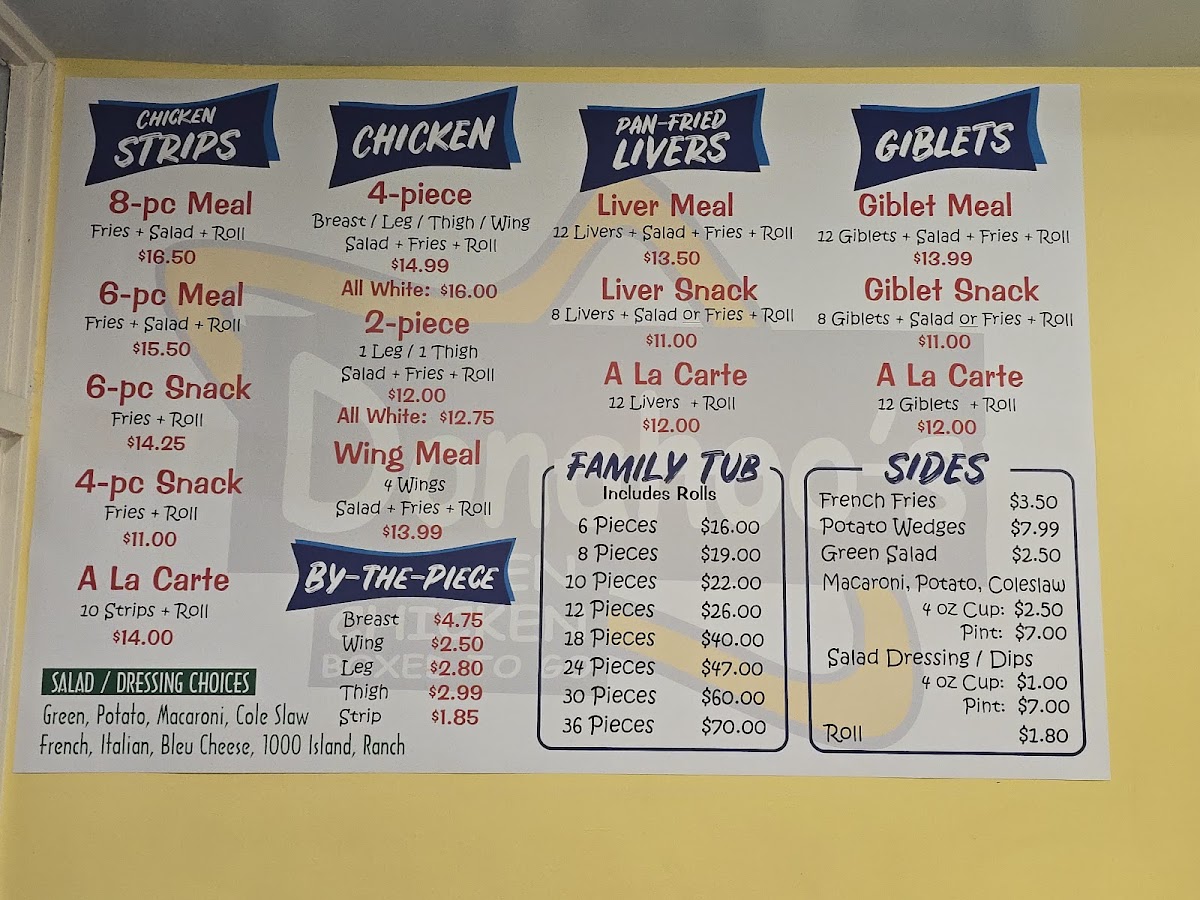 CHICKEN
STRIPS
8-pc Meal
Fries + Salad + Roll
$16.50
6-pc Meal
Fries + Salad + Roll
$15.50
6-pc Snack
Fries + Roll
$14.25
4-pc Snack
Fries + Roll
$11.00
A La Carte
10 Strips + Roll
$14.00
SALAD / DRESSING CHOICES
Green, Potato, Macaroni, Cole Slaw
French, Italian, Bleu Cheese, 1000 Island, Ranch
CHICKEN
4-piece
Breast / Leg / Thigh / Wing
Salad + Fries + Roll
$14.99
All White: $16.00
2-piece
1 Leg / 1 Thigh
Salad + Fries + Roll
$12.00
All White: $12.75
Wing Meal
4 Wings
Salad + Fries + Roll
$13.99
BY-THE-PIECE
Breast $4.75
Wing $2.50
Leg $2.80
Thigh $2.99
Strip $1.85
PAN-FRIED
LIVERS
Liver Meal
12 Livers + Salad + Fries + Roll
$13.50
Liver Snack
8 Livers + Salad or Fries + Roll
$11.00
A La Carte
12 Livers + Roll
$12.00
GIBLETS
Giblet Meal
12 Giblets + Salad + Fries + Roll
$13.99
Giblet Snack
8 Giblets + Salad or Fries + Roll
$11.00
A La Carte
12 Giblets + Roll
$12.00
FAMILY TUB
Includes Rolls
6 Pieces $16.00
8 Pieces $19.00
10 Pieces $22.00
12 Pieces $26.00
18 Pieces $40.00
24 Pieces $47.00
30 Pieces $60.00
36 Pieces $70.00
SIDES
French Fries $3.50
Potato Wedges $7.99
Green Salad $2.50
Macaroni, Potato, Coleslaw
4 oz Cup: $2.50
Pint: $7.00
Salad Dressing / Dips
4 oz Cup: $1.00
Pint: $7.00
Roll $1.80
Donahoo's
CHICKEN
BOXED TO G